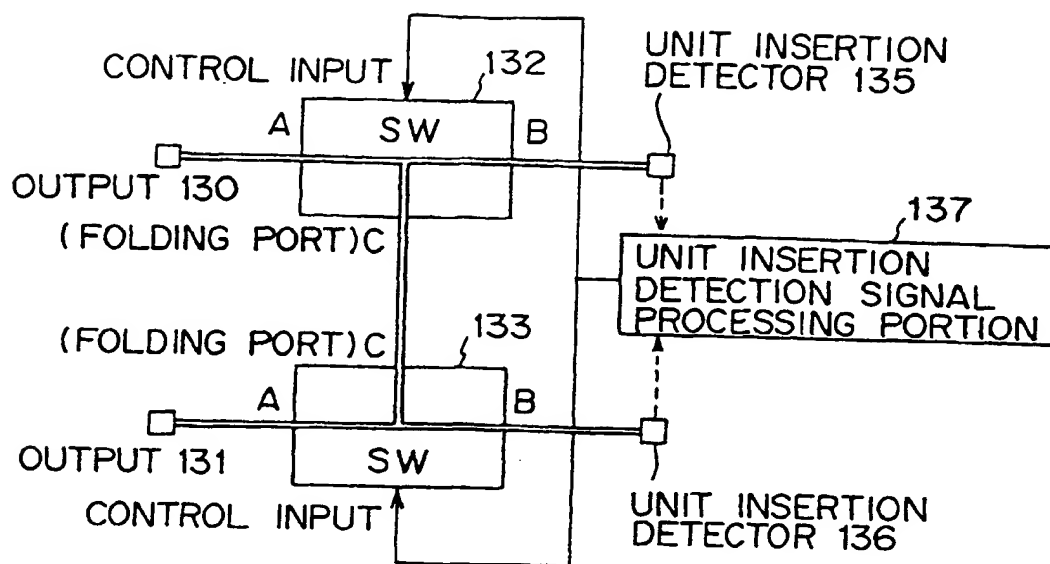 CONTROL INPUT
132
UNIT INSERTION
DETECTOR 135
A
SW
B
OUTPUT 130
(FOLDING PORT)C
137
UNIT INSERTION
DETECTION SIGNAL
PROCESSING PORTION
(FOLDING PORT)C
133
A
B
OUTPUT 131
SW
CONTROL INPUT
UNIT INSERTION
DETECTOR 136